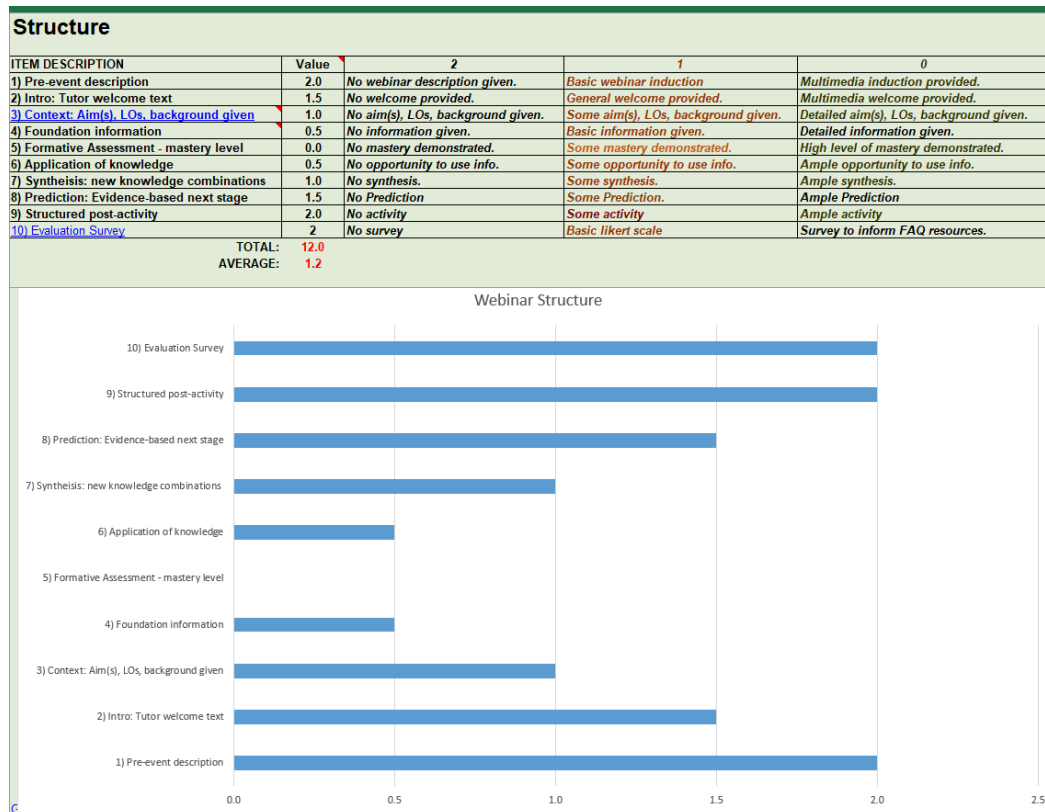 Structure
ITEM DESCRIPTION Value 2 1 0
1) Pre-event description 2.0 No webinar description given. Basic webinar induction Multimedia induction provided.
2) Intro: Tutor welcome text 1.5 No welcome provided. General welcome provided. Multimedia welcome provided.
3) Context: Aim(s), LOs, background given 1.0 No aim(s), LOs, background given. Some aim(s), LOs, background given. Detailed aim(s), LOs, background given.
4) Foundation information 0.5 No information given. Basic information given. Detailed information given.
5) Formative Assessment - mastery level 0.0 No mastery demonstrated. Some mastery demonstrated. High level of mastery demonstrated.
6) Application of knowledge 0.5 No opportunity to use info. Some opportunity to use info. Ample opportunity to use info.
7) Syntheisis: new knowledge combinations 1.0 No synthesis. Some synthesis. Ample synthesis.
8) Prediction: Evidence-based next stage 1.5 No Prediction Some Prediction. Ample Prediction
9) Structured post-activity 2.0 No activity Some activity Ample activity
10) Evaluation Survey 2 No survey Basic likert scale Survey to inform FAQ resources.
TOTAL: 12.0
AVERAGE: 1.2
Webinar Structure
10) Evaluation Survey
9) Structured post-activity
8) Prediction: Evidence-based next stage
7) Syntheisis: new knowledge combinations
6) Application of knowledge
5) Formative Assessment - mastery level
4) Foundation information
3) Context: Aim(s), LOs, background given
2) Intro: Tutor welcome text
1) Pre-event description
0.0 0.5 1.0 1.5 2.0 2.5